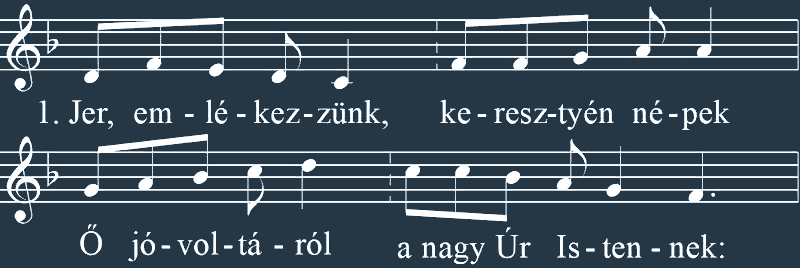 1. Jer, em - lé - kez - zünk, ke - resz - tyén né - pek
Ő jó - vol - tá - ról a nagy Úr Is - ten - nek: